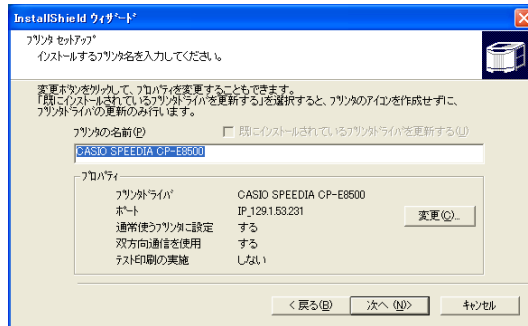 InstallShield ウィザード
プリンタ セットアップ
インストールするプリンタ名を入力してください。
変更ボタンをクリックして、プロパティを変更することもできます。
「既にインストールされているプリンタドライバを更新する」を選択すると、プリンタのアイコンを作成せずに、
プリンタドライバの更新のみ行います。
プリンタの名前(P) 既にインストールされているプリンタドライバを更新する(U)
CASIO SPEEDIA CP-E8500
プロパティ
プリンタドライバ CASIO SPEEDIA CP-E8500
ポート IP_129.1.53.231 変更(C)...
通常使うプリンタに設定 する
双方向通信を使用 する
テスト印刷の実施 しない
< 戻る(B) 次へ (N)> キャンセル